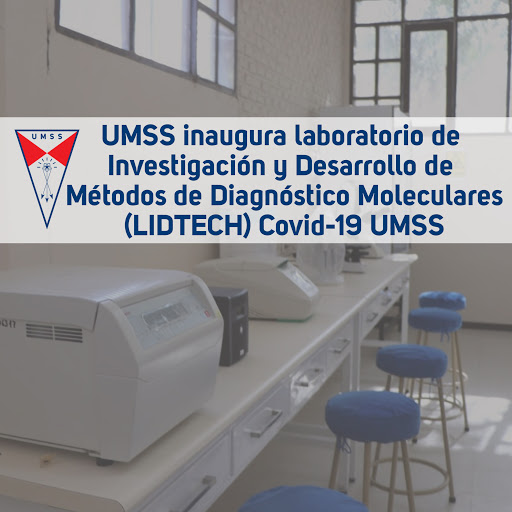 UMSS
UMSS inaugura laboratorio de
Investigación y Desarrollo de
Métodos de Diagnóstico Moleculares
(LIDTECH) Covid-19 UMSS